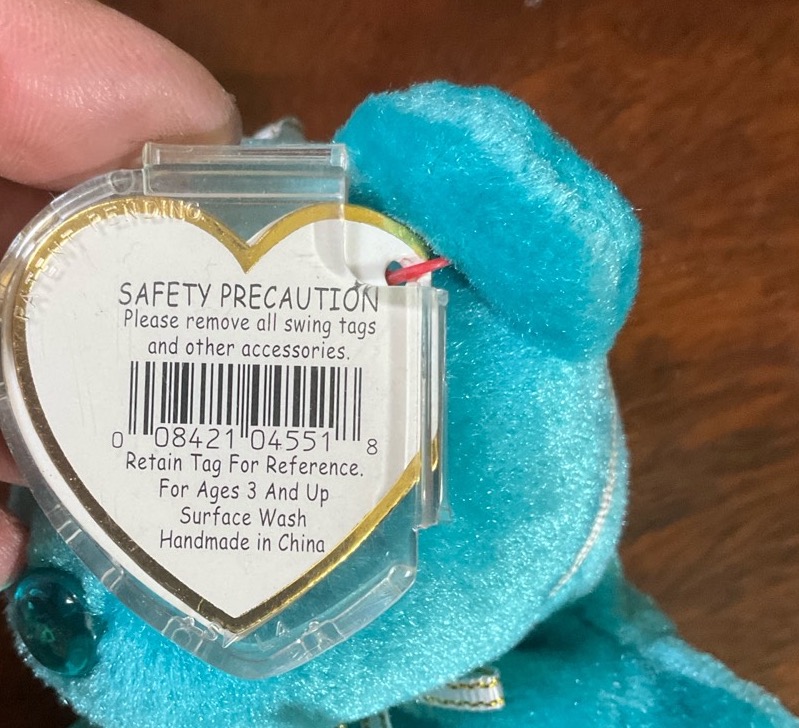 PATENT PENDING
SAFETY PRECAUTION
Please remove all swing tags
and other accessories.
0 08421 04551 8
Retain Tag For Reference.
For Ages 3 And Up
Surface Wash
Handmade in China